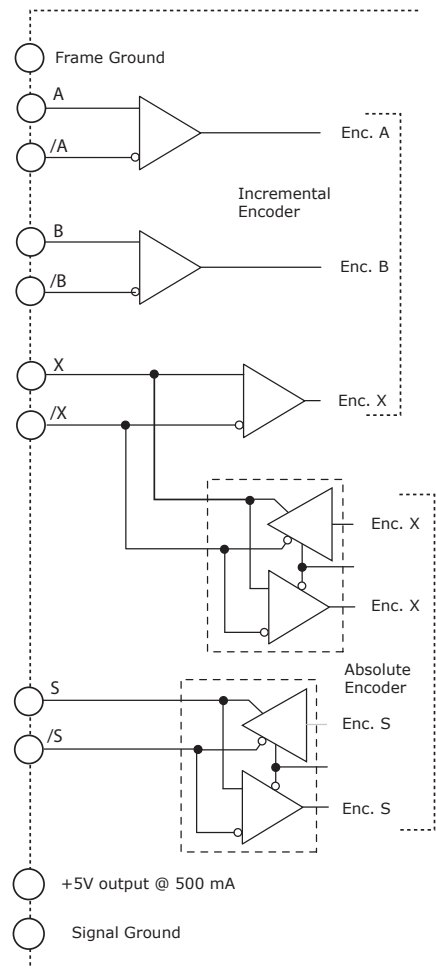 Frame Ground
A
/A
Enc. A
Incremental
Encoder
B
/B
Enc. B
X
/X
Enc. X
Enc. X
Enc. X
Absolute
Encoder
S
/S
Enc. S
Enc. S
+5V output @ 500 mA
Signal Ground